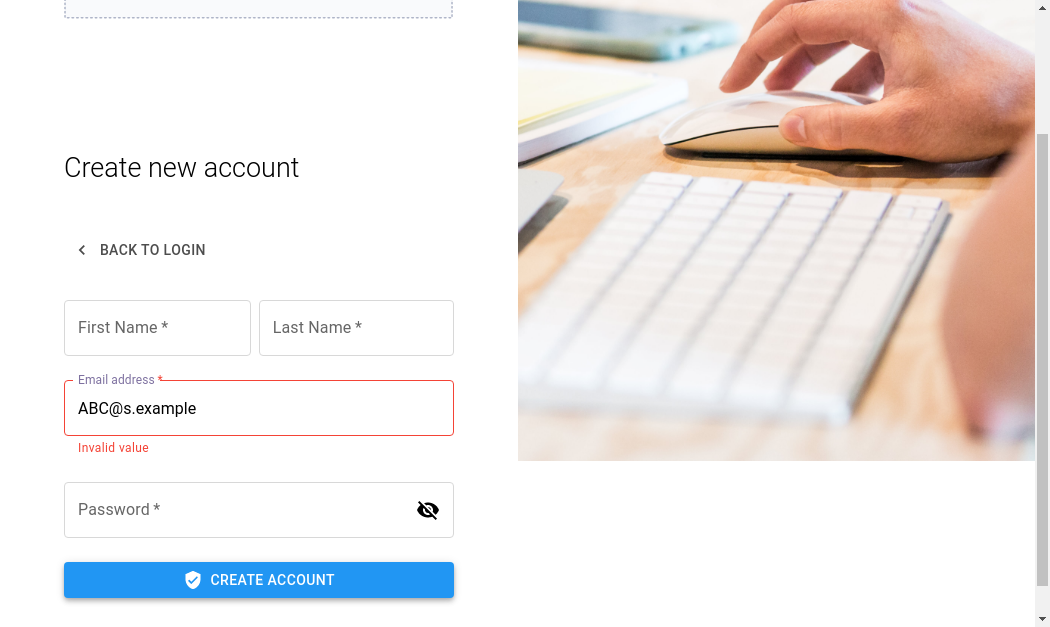 Create new account
BACK TO LOGIN
First Name *
Last Name *
Email address *
ABC@s.example
Invalid value
Password *
CREATE ACCOUNT